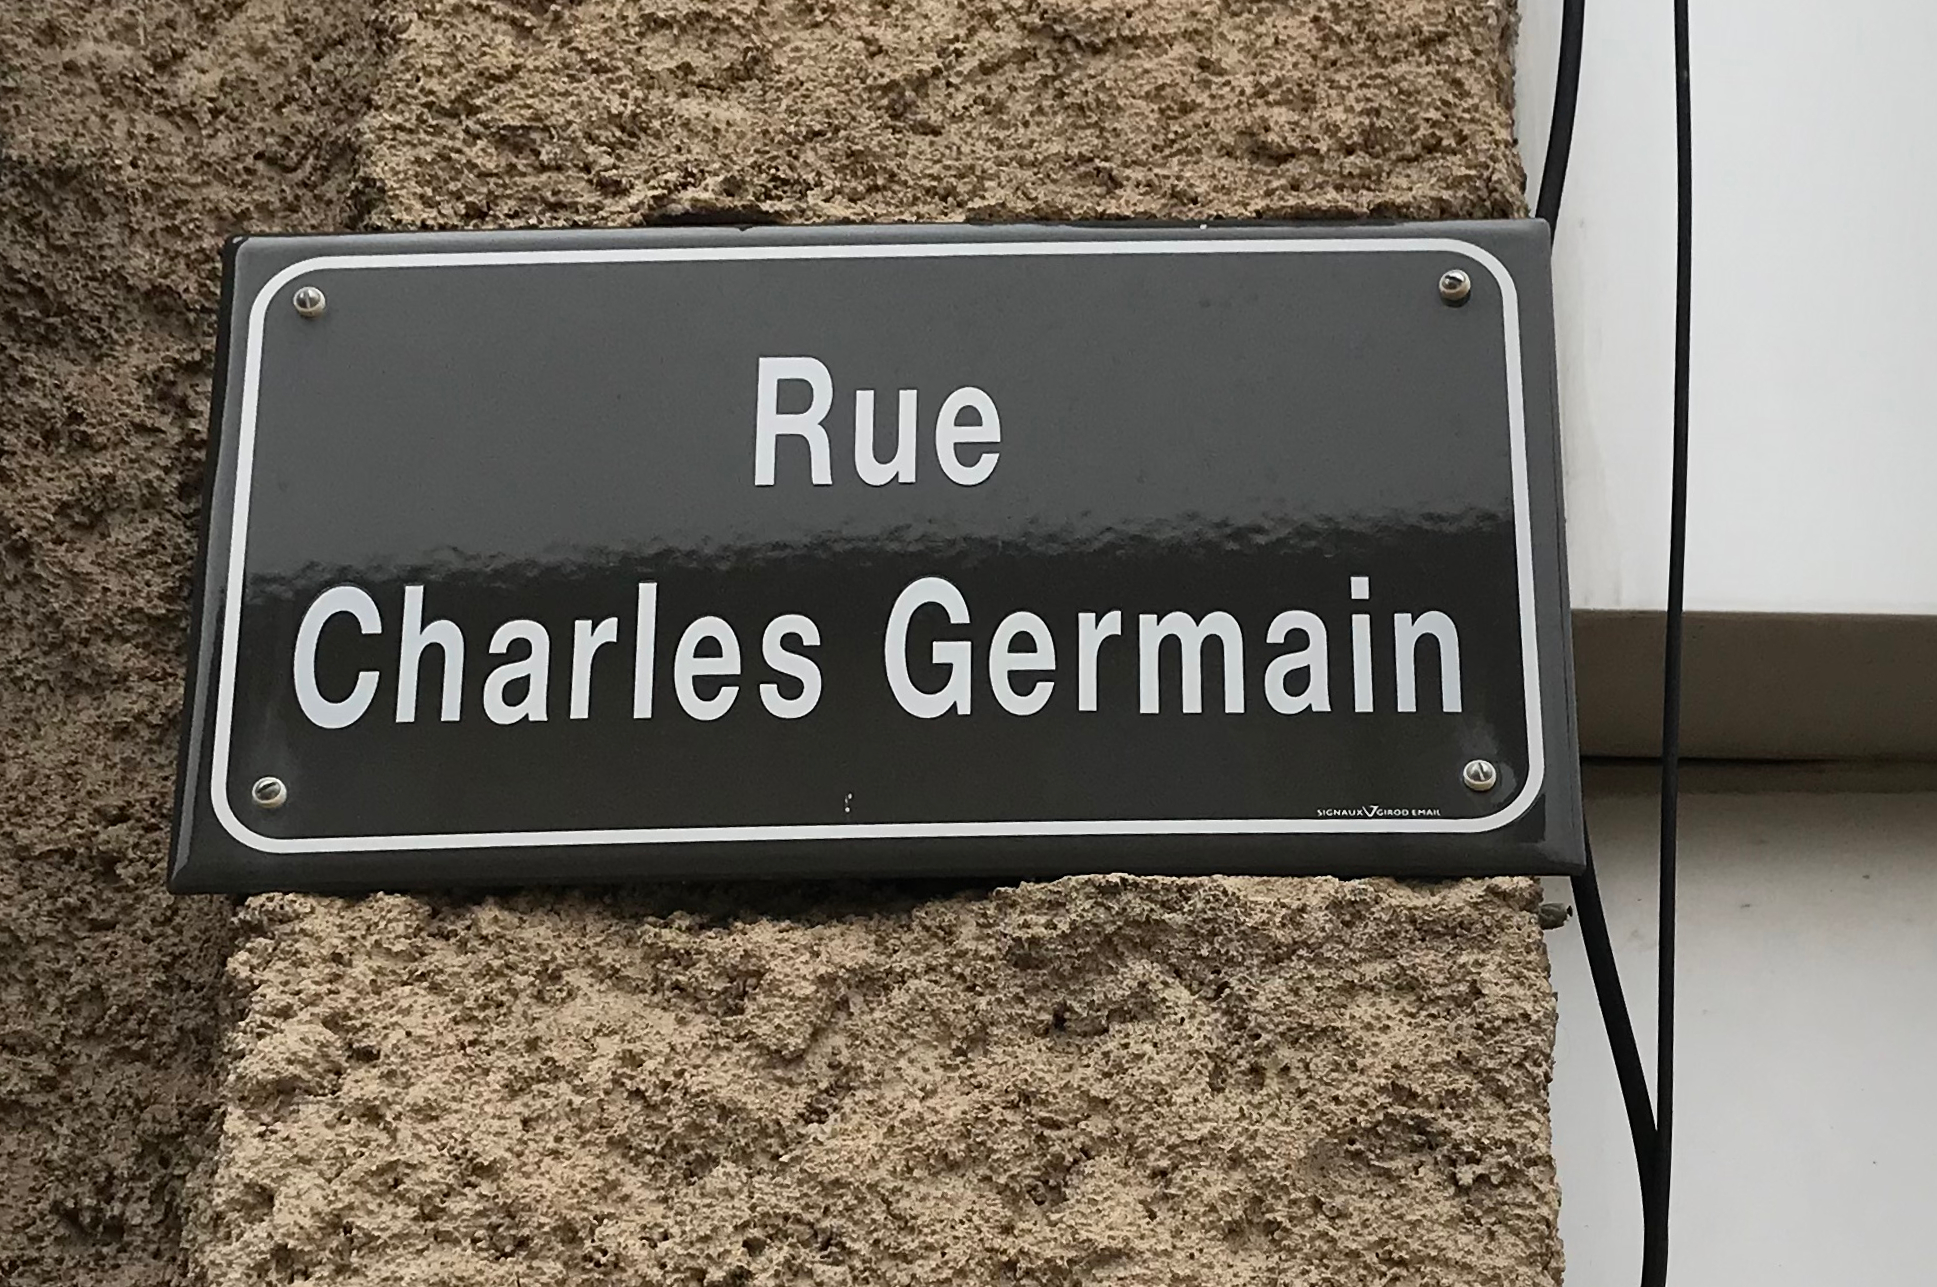 Rue
Charles Germain
SIGNAUX GIROD EMAIL